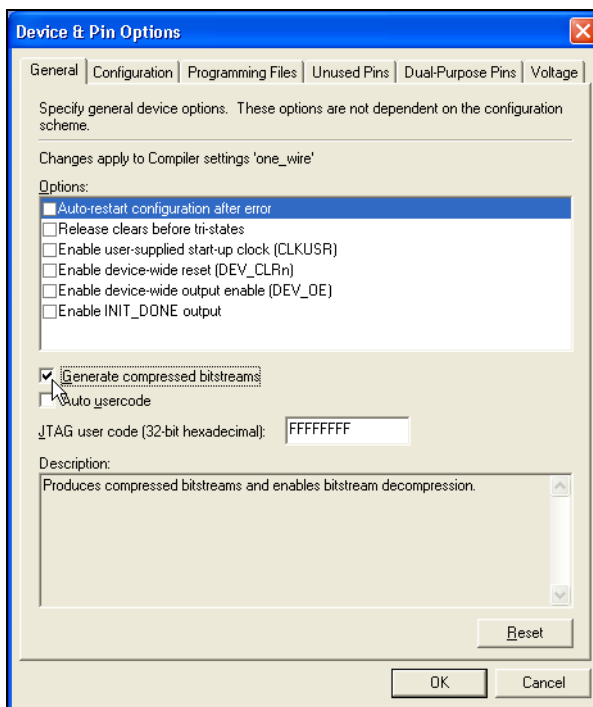 Device & Pin Options
General Configuration Programming Files Unused Pins Dual-Purpose Pins Voltage
Specify general device options. These options are not dependent on the configuration
scheme.
Changes apply to Compiler settings 'one_wire'
Options:
Auto-restart configuration after error
Release clears before tri-states
Enable user-supplied start-up clock (CLKUSR)
Enable device-wide reset (DEV_CLRn)
Enable device-wide output enable (DEV_OE)
Enable INIT_DONE output
Generate compressed bitstreams
Auto usercode
JTAG user code (32-bit hexadecimal): FFFFFFFF
Description:
Produces compressed bitstreams and enables bitstream decompression.
Reset
OK Cancel